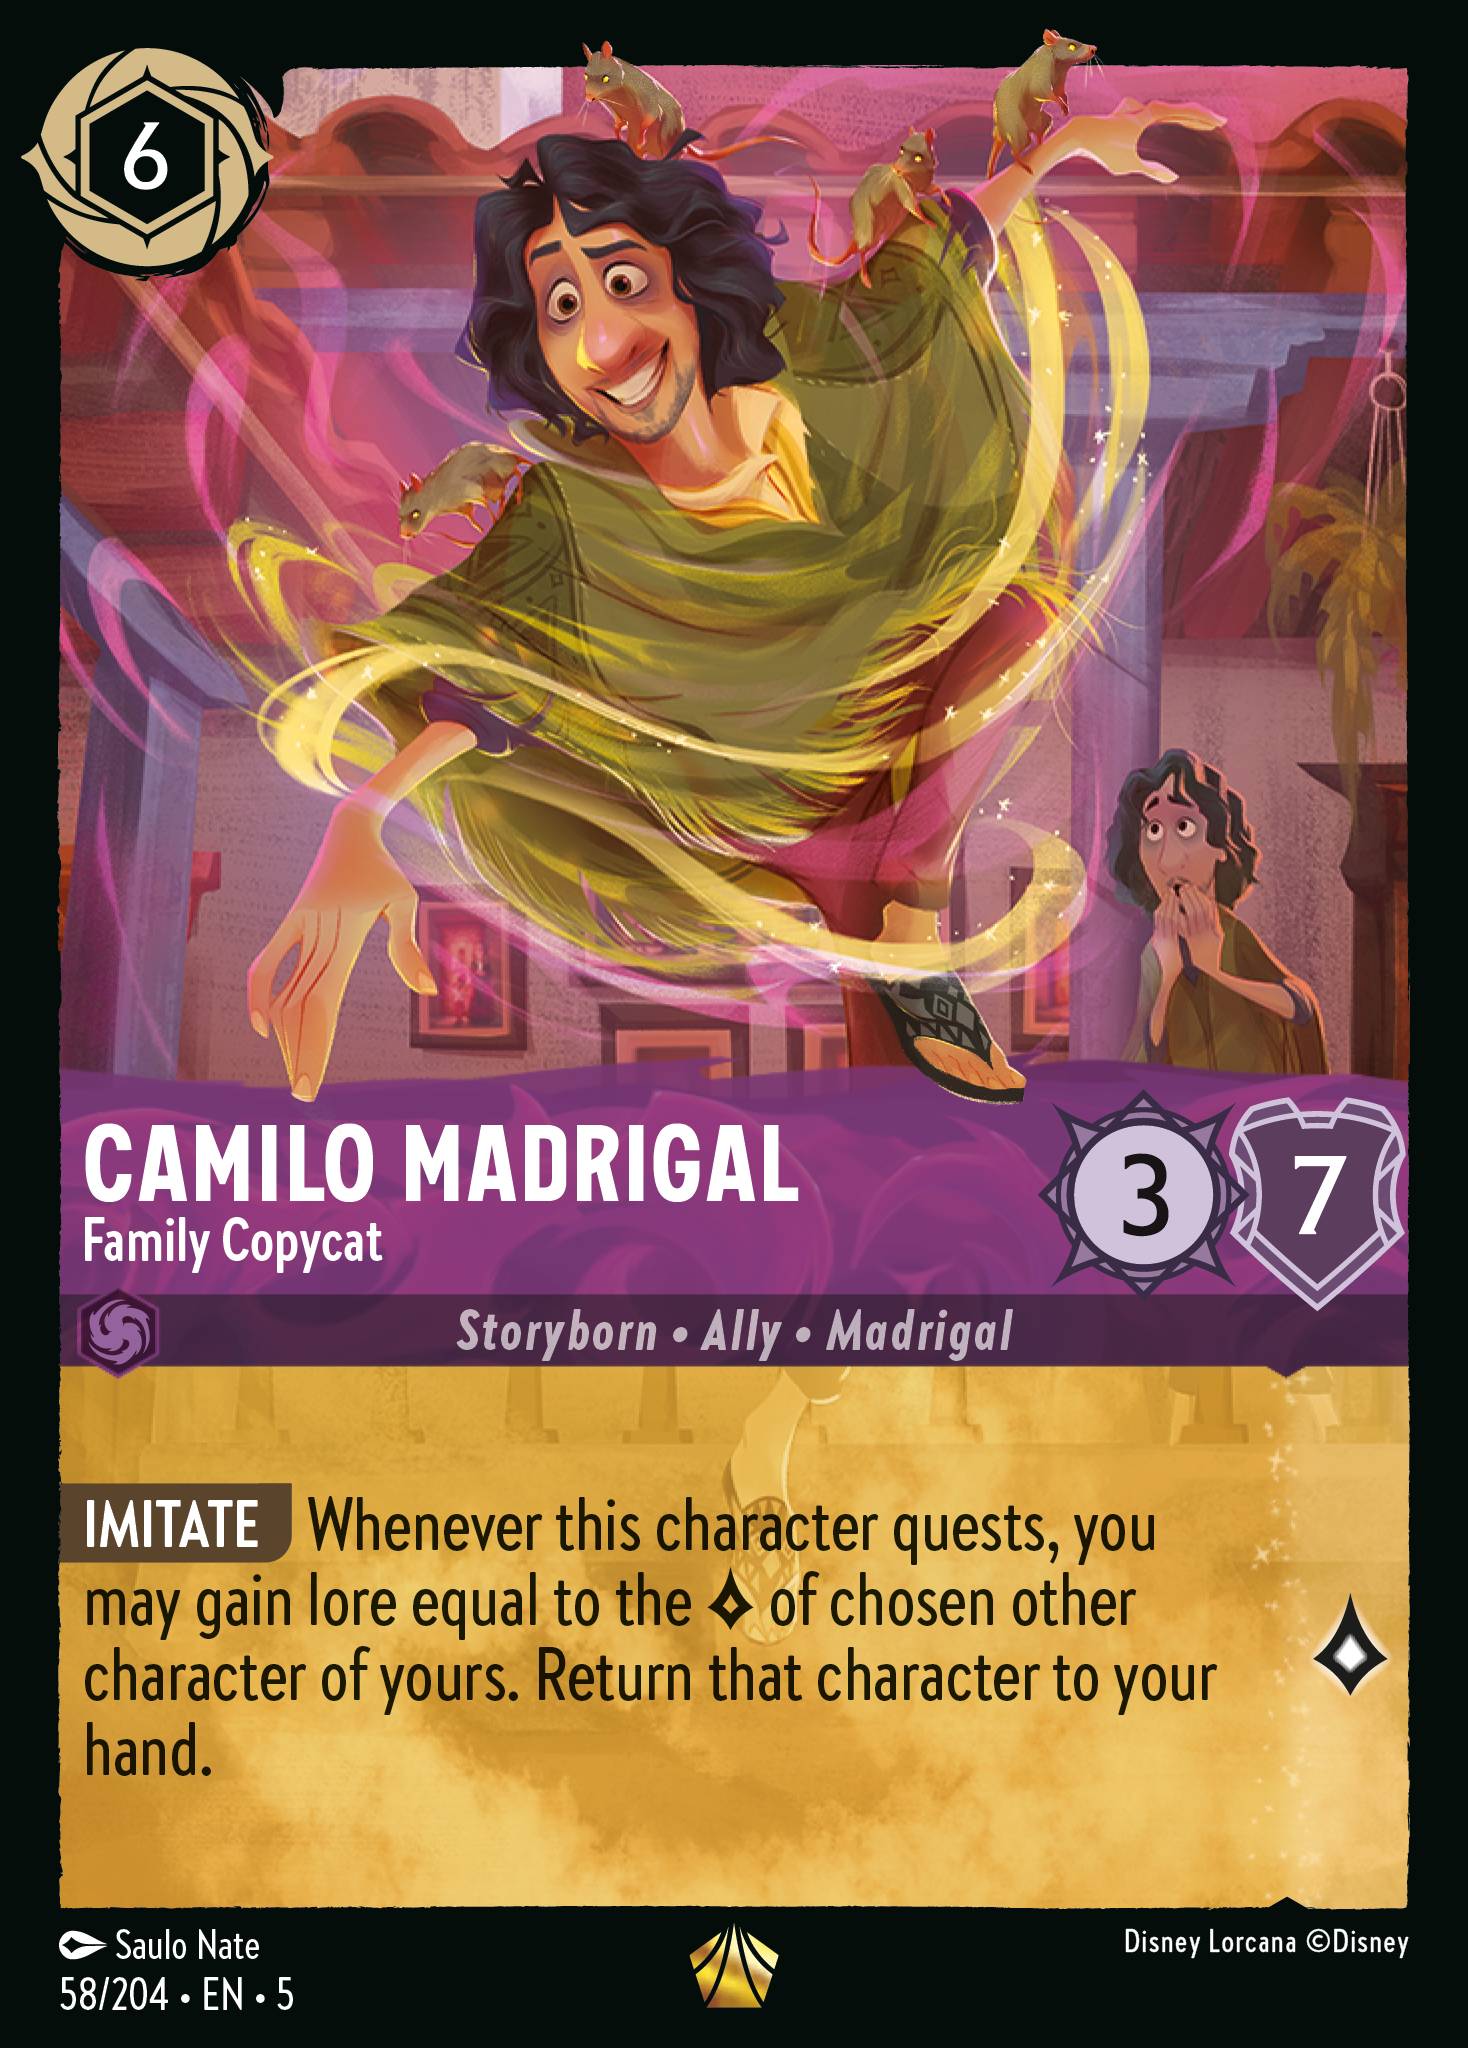 6
CAMILO MADRIGAL
Family Copycat
3 7
Storyborn • Ally • Madrigal
IMITATE Whenever this character quests, you
may gain lore equal to the ⟡ of chosen other
character of yours. Return that character to your
hand.
Saulo Nate
Disney Lorcana ©Disney
58/204 • EN • 5